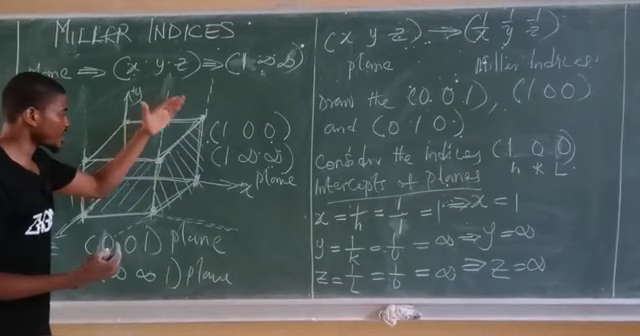 MILLER INDICES
plane ⇒ (x y z) ⇒ (1 ∞ ∞)
y
(1 0 0)
(1 ∞ ∞)
plane
x
(0 0 1) plane
∞ ∞ 1) plane
(x y z) → (1/x 1/y 1/z)
plane Miller Indices
Draw the (0 0 1), (1 0 0)
and (0 1 0)
Consider the indices (1 0 0)
h k L
Intercepts of planes
x = 1/h = 1/1 = 1 ⇒ x = 1
y = 1/k = 1/0 = ∞ ⇒ y = ∞
z = 1/L = 1/0 = ∞ ⇒ z = ∞